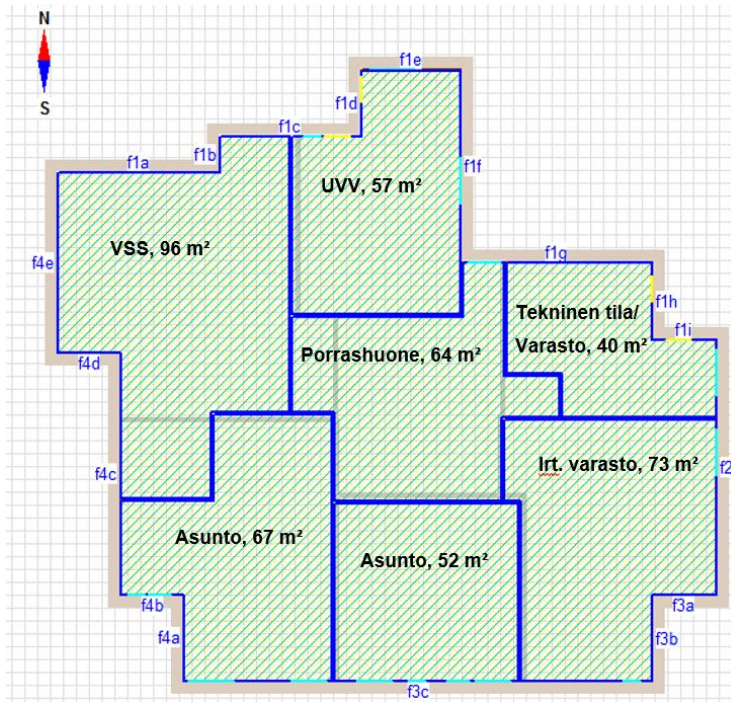 N
S
f1e
f1d
f1c
f1b
f1a
f1f
UVV, 57 m²
VSS, 96 m²
f4e
f1g
f1h
f1i
Tekninen tila/
Varasto, 40 m²
Porrashuone, 64 m²
f4d
f4c
f2
Irt. varasto, 73 m²
Asunto, 67 m²
Asunto, 52 m²
f4b
f4a
f3a
f3b
f3c